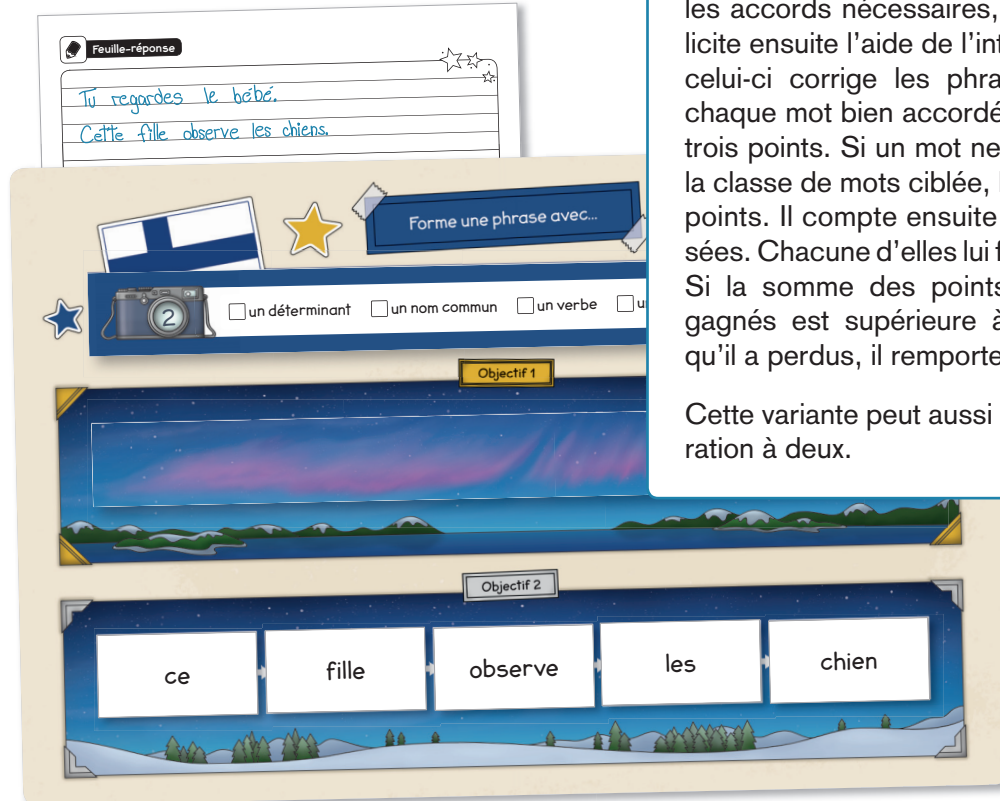 Feuille-réponse
Tu regardes le bébé.
Cette fille observe les chiens.
Forme une phrase avec...
2
un déterminant un nom commun un verbe
Objectif 1
Objectif 2
ce fille observe les chien
les accords nécessaires,
licite ensuite l'aide de l'int
celui-ci corrige les phra
chaque mot bien accordé
trois points. Si un mot ne
la classe de mots ciblée,
points. Il compte ensuite
sées. Chacune d'elles lui f
Si la somme des points
gagnés est supérieure à
qu'il a perdus, il remporte
Cette variante peut aussi
ration à deux.